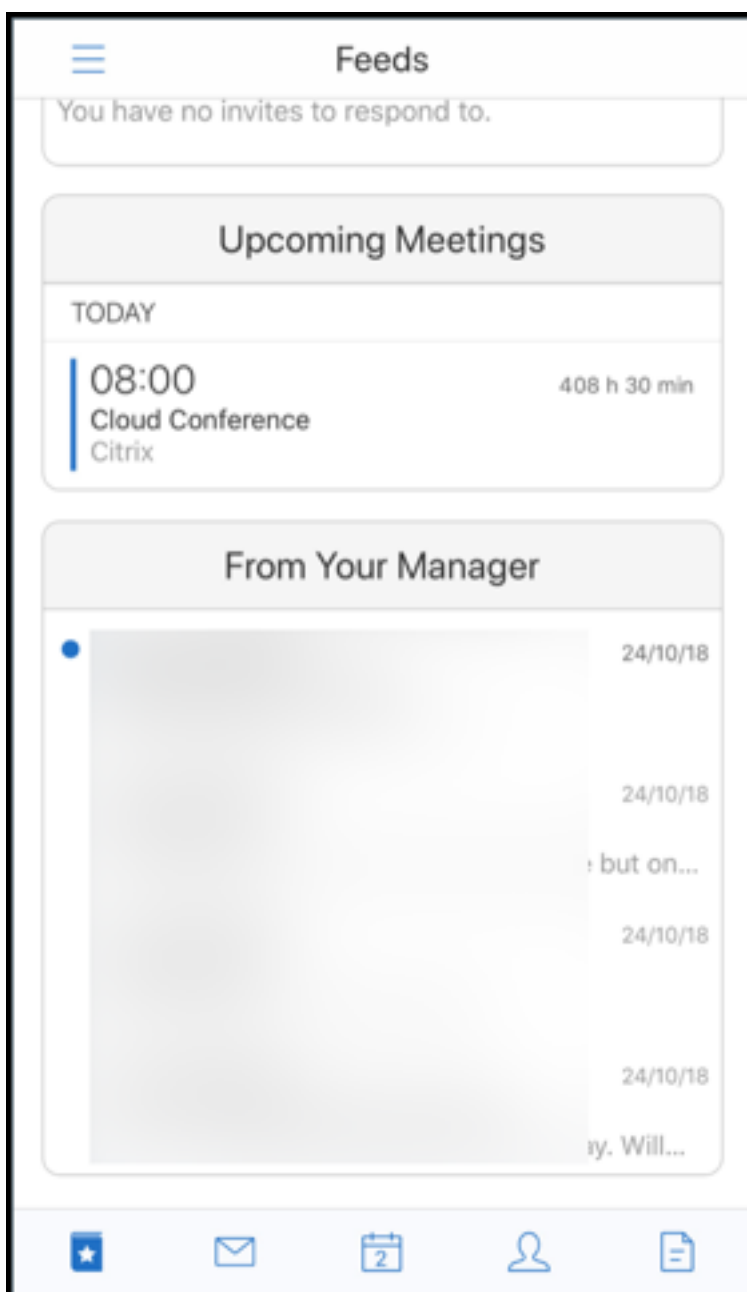 Feeds
You have no invites to respond to.
Upcoming Meetings
TODAY
08:00
408 h 30 min
Cloud Conference
Citrix
From Your Manager
24/10/18
24/10/18
but on...
24/10/18
24/10/18
Will...
2